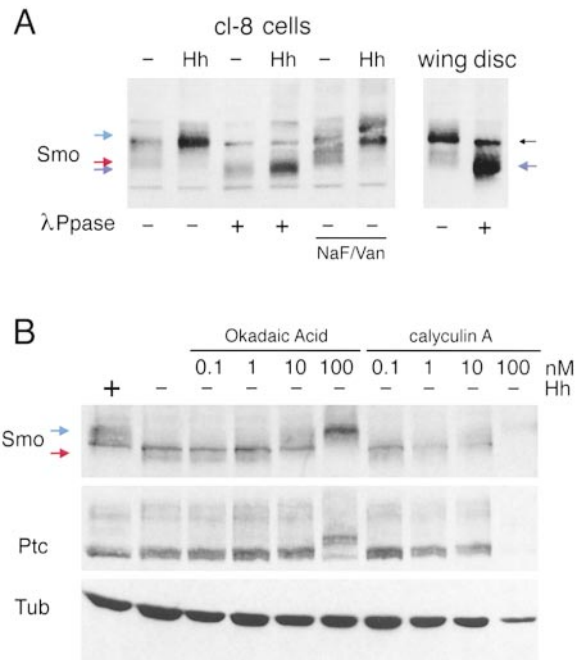 A
cl-8 cells
– Hh – Hh – Hh wing disc
Smo
λ Ppase – – + + – – – +
NaF/Van
B
Okadaic Acid calyculin A
0.1 1 10 100 0.1 1 10 100 nM
+ – – – – – – – – – Hh
Smo
Ptc
Tub